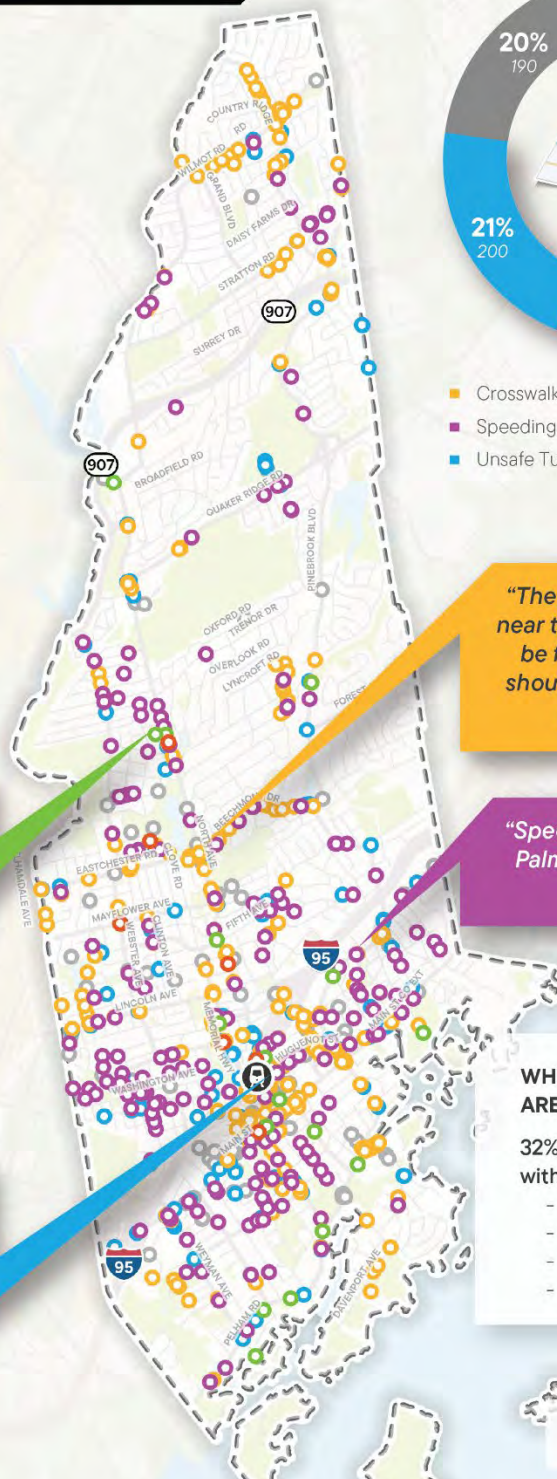 20%
190
21%
200
Crosswalk
Speeding
Unsafe Tu
"The
near t
be f
shou
"Spee
Palm
WH
ARE
32%
with
-
-
-
-
COUNTRY RIDGE
RD
WILMOT RD
GRAND BLVD
DAISY FARMS DR
STRATTON RD
907
SURREY DR
907
BROADFIELD RD
QUAKER RIDGE RD
PINEBROOK BLVD
OXFORD RD
TRENOR DR
OVERLOOK RD
LYNCROFT RD
FOREST
BEECHMONT DR
NORTH AVE
EASTCHESTER RD
GLOVE RD
MAYFLOWER AVE
FIFTH AVE
WEBSTER AVE
CLINTON AVE
95
LINCOLN AVE
MEMORIAL HWY
HUGUENOT ST
WASHINGTON AVE
MAIN ST
95
WEYMAN AVE
PELHAM RD
DAVENPORT AVE